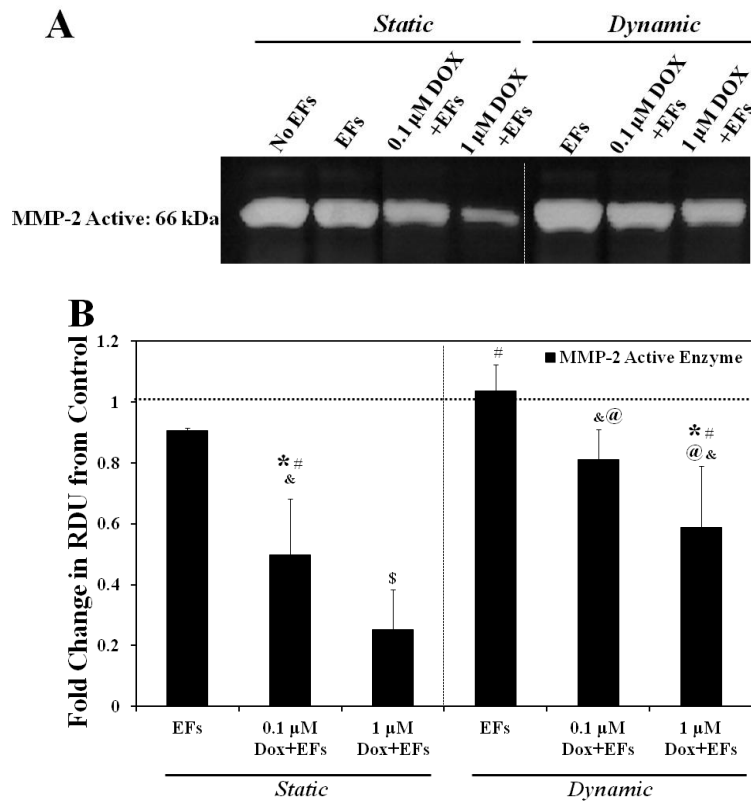 A
Static
Dynamic
No EFs
EFs
0.1 µM DOX
+EFs
1 µM DOX
+EFs
EFs
0.1 µM DOX
+EFs
1 µM DOX
+EFs
MMP-2 Active: 66 kDa
B
Fold Change in RDU from Control
1.2
1
0.8
0.6
0.4
0.2
0
MMP-2 Active Enzyme
*#
&
$
#
&@
*#
@&
EFs
0.1 µM
Dox+EFs
1 µM
Dox+EFs
EFs
0.1 µM
Dox+EFs
1 µM
Dox+EFs
Static
Dynamic